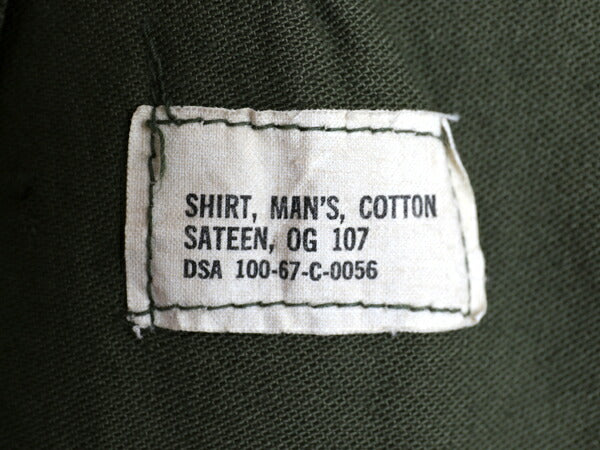 SHIRT, MAN'S, COTTON
SATEEN, OG 107
DSA 100-67-C-0056